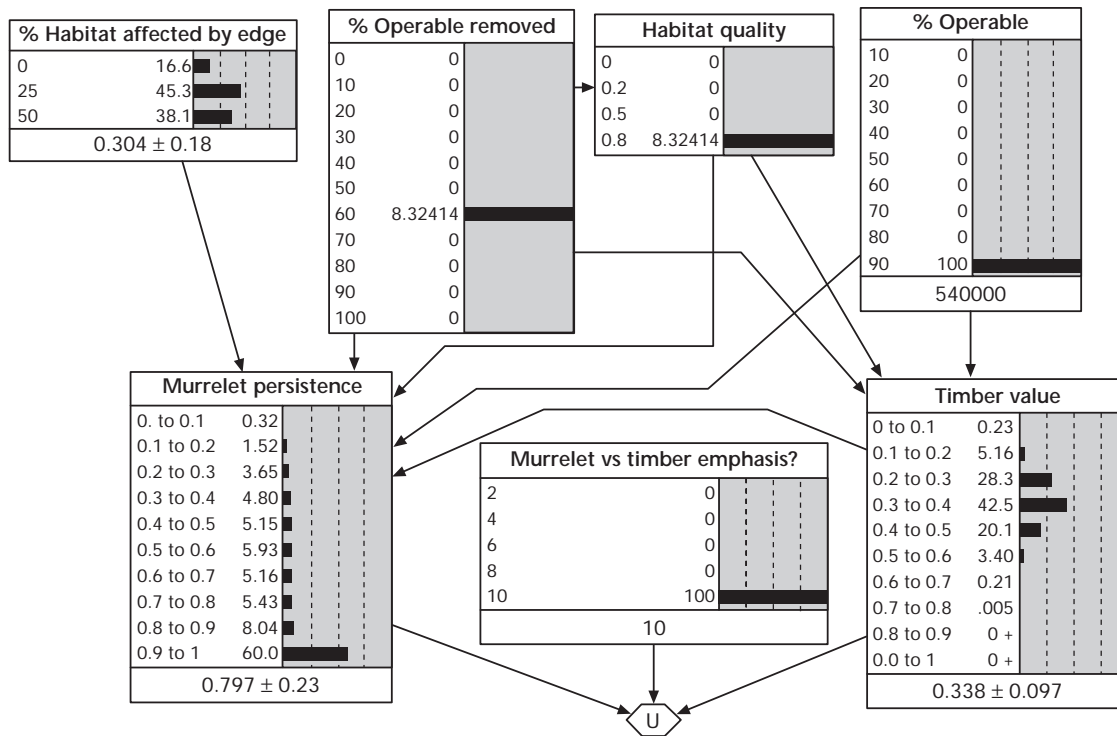 % Habitat affected by edge
0 16.6
25 45.3
50 38.1
0.304 ± 0.18
% Operable removed
0 0
10 0
20 0
30 0
40 0
50 0
60 8.32414
70 0
80 0
90 0
100 0
Habitat quality
0 0
0.2 0
0.5 0
0.8 8.32414
% Operable
10 0
20 0
30 0
40 0
50 0
60 0
70 0
80 0
90 100
540000
Murrelet persistence
0. to 0.1 0.32
0.1 to 0.2 1.52
0.2 to 0.3 3.65
0.3 to 0.4 4.80
0.4 to 0.5 5.15
0.5 to 0.6 5.93
0.6 to 0.7 5.16
0.7 to 0.8 5.43
0.8 to 0.9 8.04
0.9 to 1 60.0
0.797 ± 0.23
Murrelet vs timber emphasis?
2 0
4 0
6 0
8 0
10 100
10
Timber value
0 to 0.1 0.23
0.1 to 0.2 5.16
0.2 to 0.3 28.3
0.3 to 0.4 42.5
0.4 to 0.5 20.1
0.5 to 0.6 3.40
0.6 to 0.7 0.21
0.7 to 0.8 .005
0.8 to 0.9 0 +
0.0 to 1 0 +
0.338 ± 0.097
U